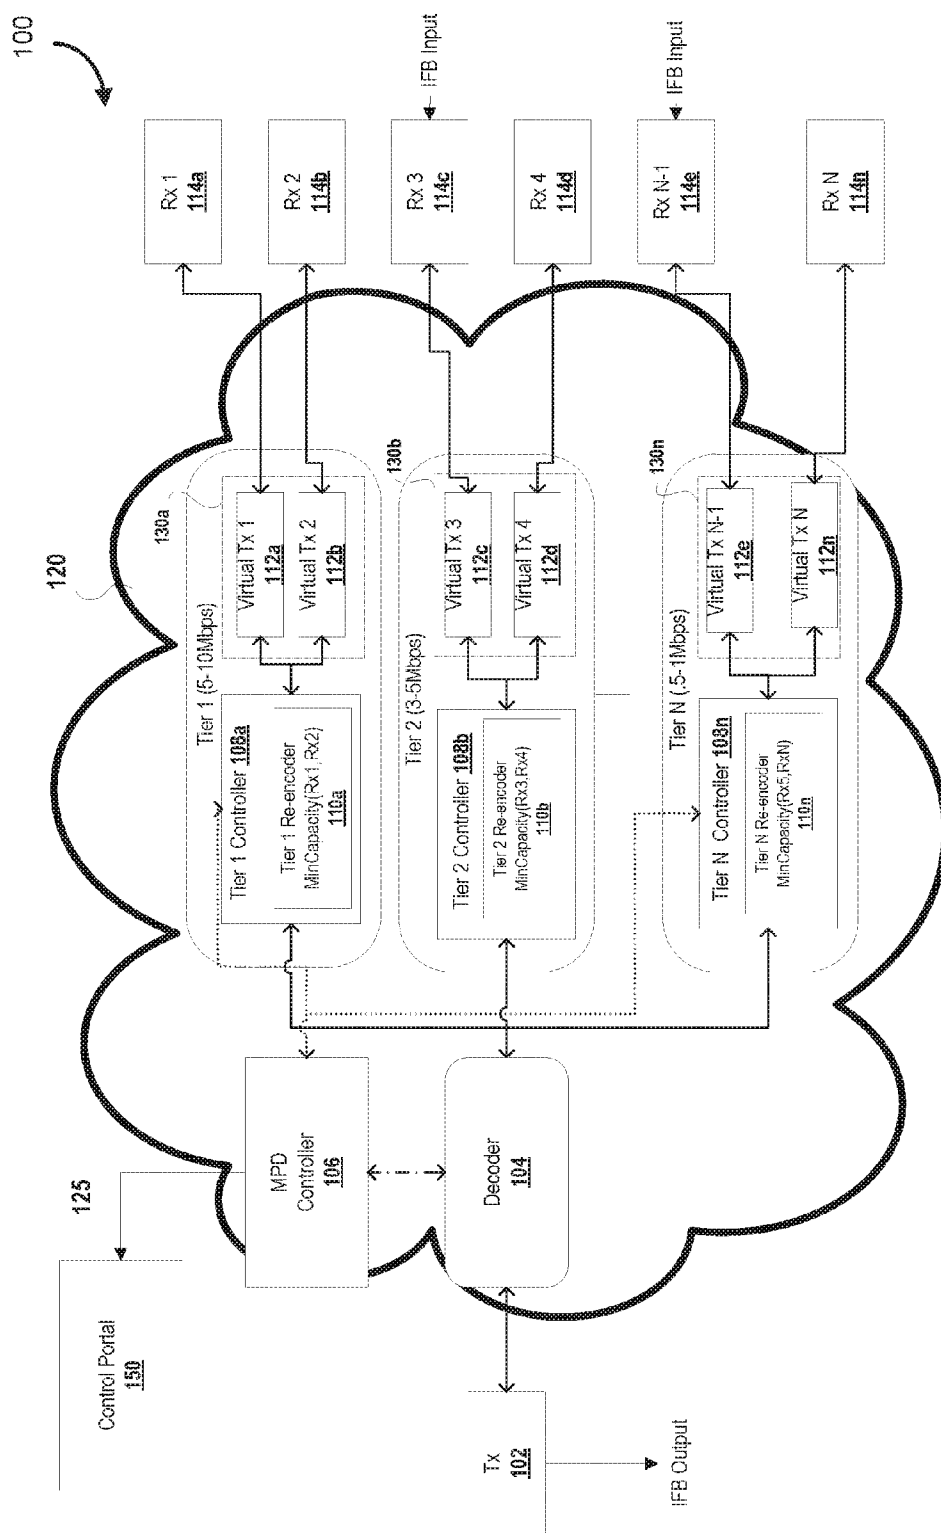 100
Control Portal
150
125
MPD
Controller
106
Tx
102
IFB Output
Decoder
104
120
Tier 1 (5-10Mbps)
130a
Tier 1 Controller 108a
Tier 1 Re-encoder
MinCapacity(Rx1,Rx2)
110a
Virtual Tx 1
112a
Virtual Tx 2
112b
Tier 2 (3-5Mbps)
130b
Tier 2 Controller 108b
Tier 2 Re-encoder
MinCapacity(Rx3,Rx4)
110b
Virtual Tx 3
112c
Virtual Tx 4
112d
Tier N (.5-1Mbps)
130n
Tier N Controller 108n
Tier N Re-encoder
MinCapacity(Rx5,RxN)
110n
Virtual Tx N-1
112e
Virtual Tx N
112n
Rx 1
114a
Rx 2
114b
Rx 3
114c
IFB Input
Rx 4
114d
Rx N-1
114e
IFB Input
Rx N
114n